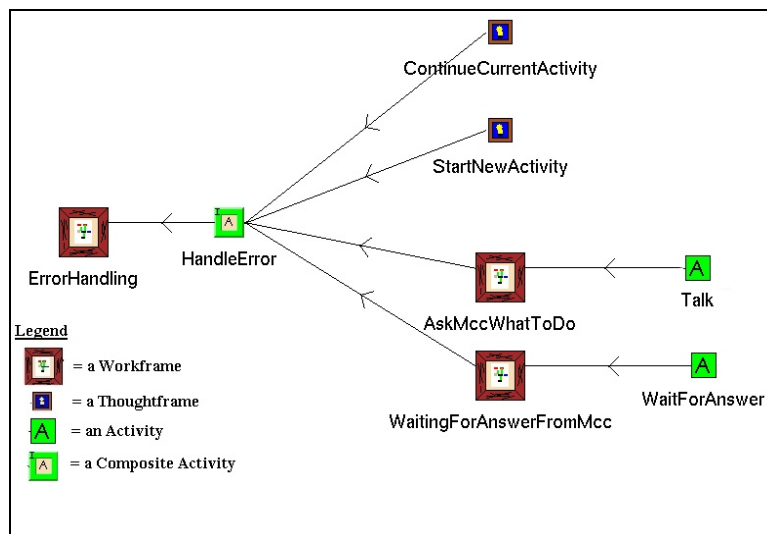 ContinueCurrentActivity
StartNewActivity
ErrorHandling
HandleError
AskMccWhatToDo
Talk
WaitingForAnswerFromMcc
WaitForAnswer
Legend
= a Workframe
= a Thoughtframe
A = an Activity
A = a Composite Activity